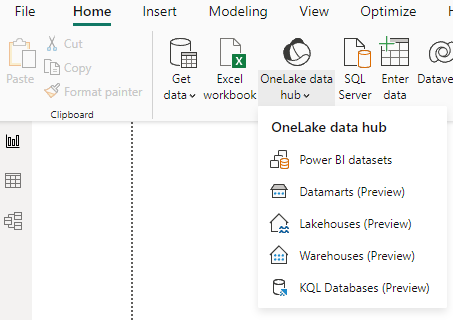 File Home Insert Modeling View Optimize H
Paste
Cut
Copy
Format painter
Clipboard
Get data
Excel workbook
OneLake data hub
SQL Server
Enter data
Datave
OneLake data hub
Power BI datasets
Datamarts (Preview)
Lakehouses (Preview)
Warehouses (Preview)
KQL Databases (Preview)